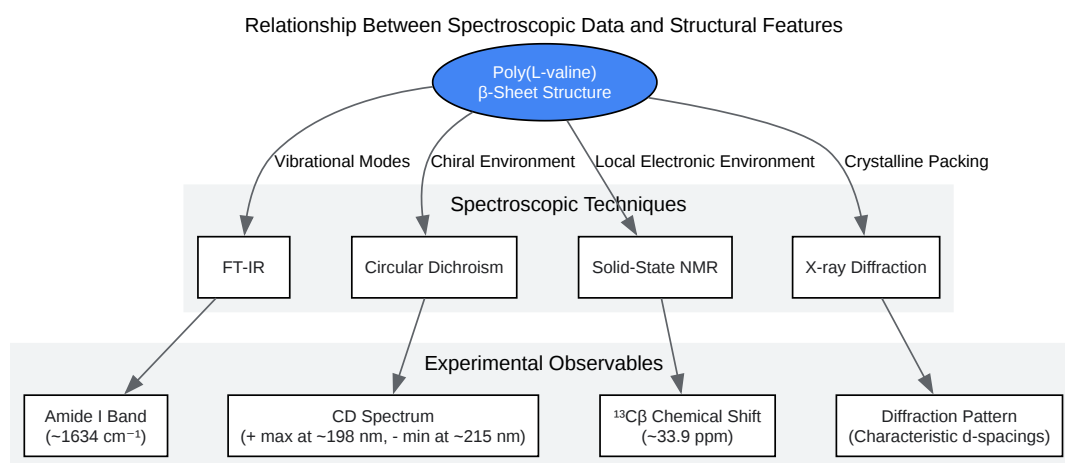 Relationship Between Spectroscopic Data and Structural Features
Poly(L-valine)
β-Sheet Structure
Vibrational Modes
Chiral Environment
Local Electronic Environment
Crystalline Packing
Spectroscopic Techniques
FT-IR
Circular Dichroism
Solid-State NMR
X-ray Diffraction
Experimental Observables
Amide I Band
(~1634 cm⁻¹)
CD Spectrum
(+ max at ~198 nm, - min at ~215 nm)
¹³Cβ Chemical Shift
(~33.9 ppm)
Diffraction Pattern
(Characteristic d-spacings)